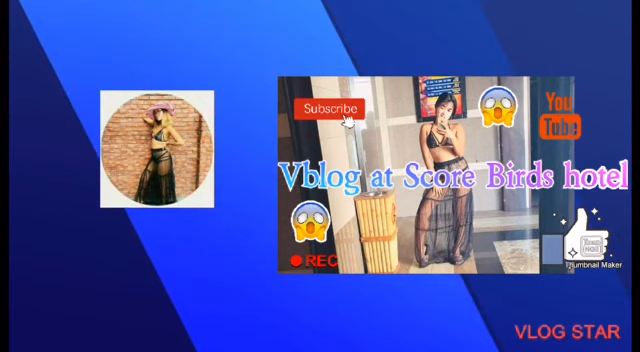 Subscribe
You
Tube
Vblog at Score Birds hotel
REC
Thumbnail Maker
VLOG STAR